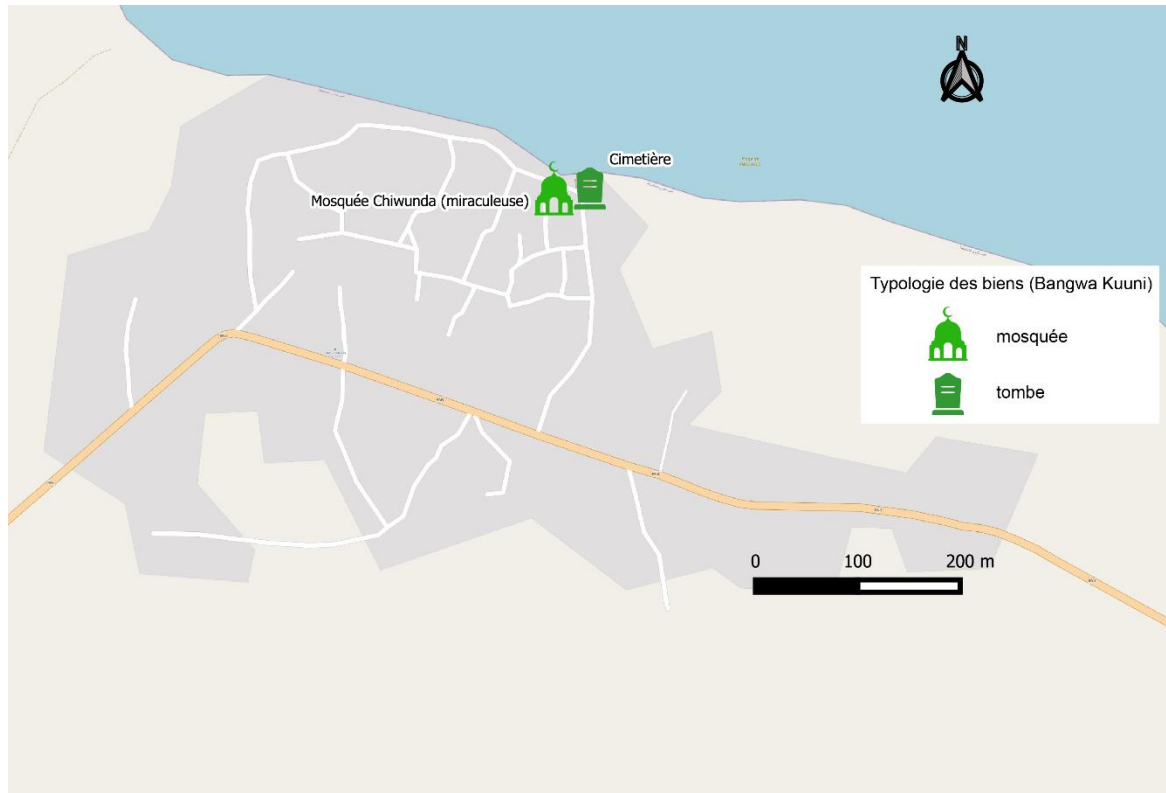 N
Cimetière
Mosquée Chiwunda (miraculeuse)
Typologie des biens (Bangwa Kuuni)
mosquée
tombe
0 100 200 m